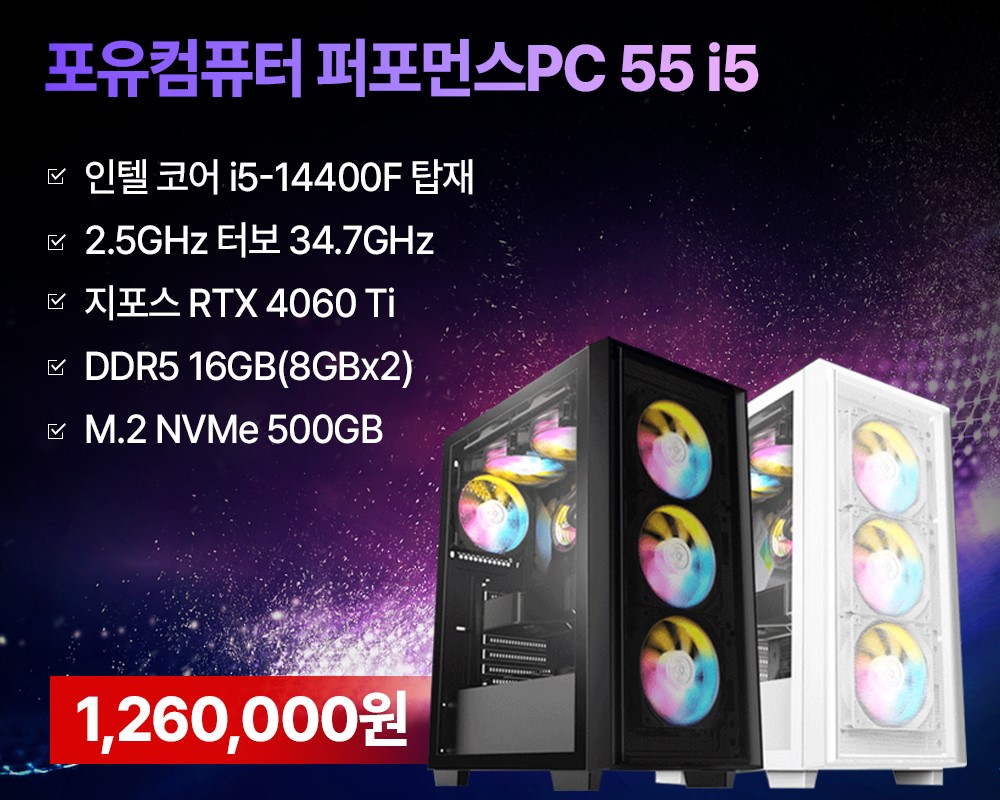 포유컴퓨터 퍼포먼스PC 55 i5
인텔 코어 i5-14400F 탑재
2.5GHz 터보 34.7GHz
지포스 RTX 4060 Ti
DDR5 16GB(8GBx2)
M.2 NVMe 500GB
1,260,000원